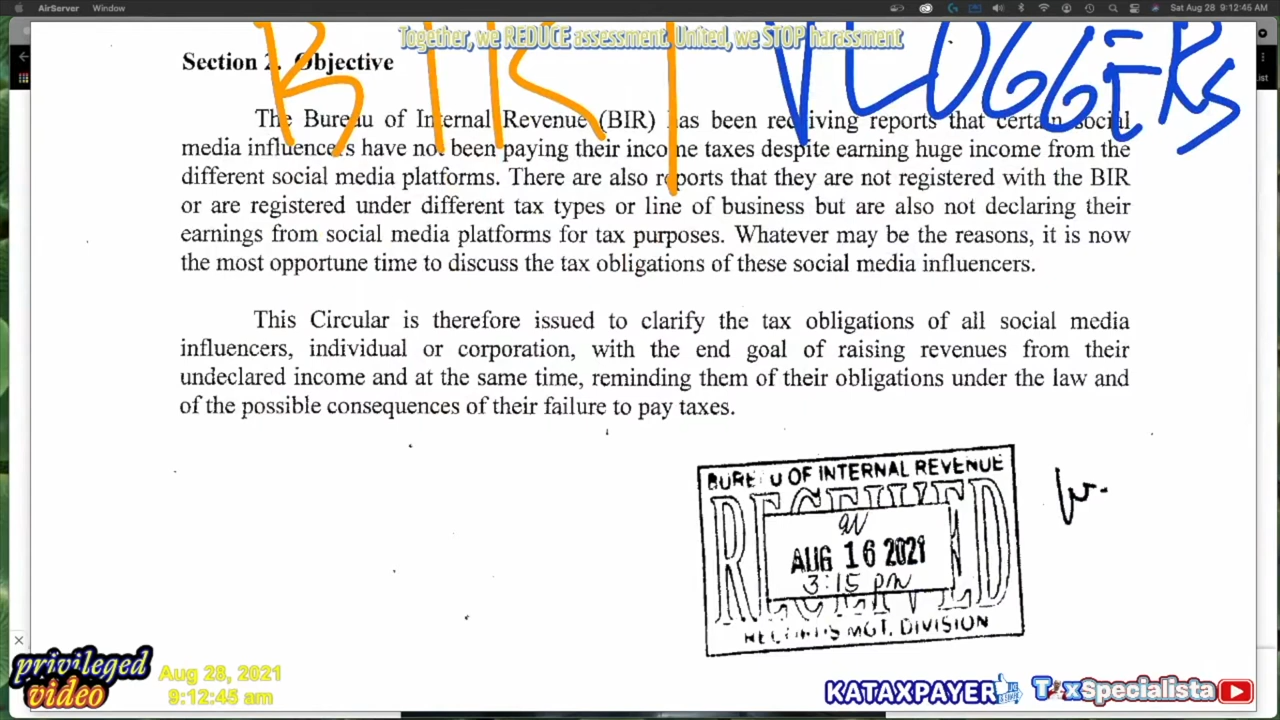 AirServer Window
Sat Aug 28 9:12:45 AM
Together, we REDUCE assessment. United, we STOP harassment
VLOGGERS
Section 2. Objective
The Bureau of Internal Revenue (BIR) has been receiving reports that certain social
media influencers have not been paying their income taxes despite earning huge income from the
different social media platforms. There are also reports that they are not registered with the BIR
or are registered under different tax types or line of business but are also not declaring their
earnings from social media platforms for tax purposes. Whatever may be the reasons, it is now
the most opportune time to discuss the tax obligations of these social media influencers.
This Circular is therefore issued to clarify the tax obligations of all social media
influencers, individual or corporation, with the end goal of raising revenues from their
undeclared income and at the same time, reminding them of their obligations under the law and
of the possible consequences of their failure to pay taxes.
BUREAU OF INTERNAL REVENUE
RECEIVED
AUG 16 2021
3:15 PM
RECORDS MGT. DIVISION
privileged
video
Aug 28, 2021
9:12:45 am
KATAXPAYER
TaxSpecialista